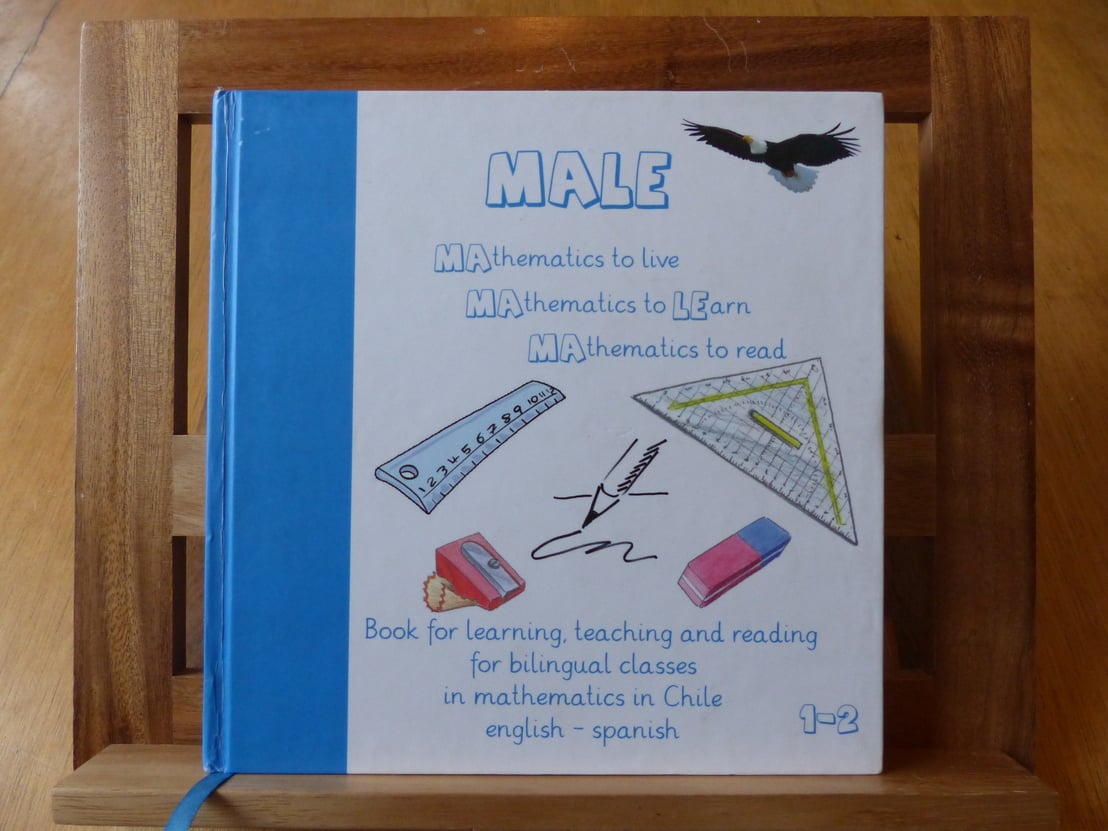 MALE
MAthematics to live
MAthematics to LEarn
MAthematics to read
0 1 2 3 4 5 6 7 8 9 10 11 12
Book for learning, teaching and reading
for bilingual classes
in mathematics in Chile
english - spanish
1-2